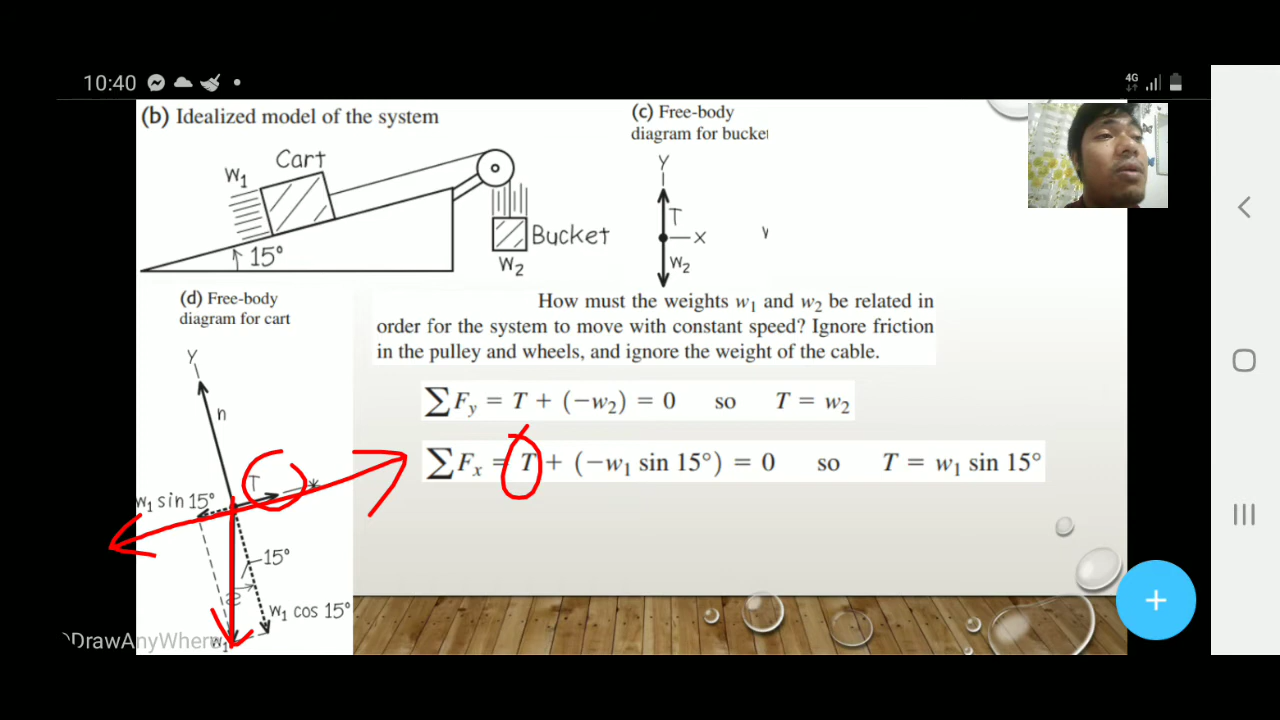 10:40
4G
(b) Idealized model of the system
Cart
W1
15°
Bucket
W2
(c) Free-body
diagram for bucket
Y
T
X
W2
(d) Free-body
diagram for cart
Y
n
T
w1 sin 15°
15°
w1 cos 15°
w1
How must the weights w1 and w2 be related in
order for the system to move with constant speed? Ignore friction
in the pulley and wheels, and ignore the weight of the cable.
∑Fy = T + (−w2) = 0 so T = w2
∑Fx = T + (−w1 sin 15°) = 0 so T = w1 sin 15°
DrawAnyWhere